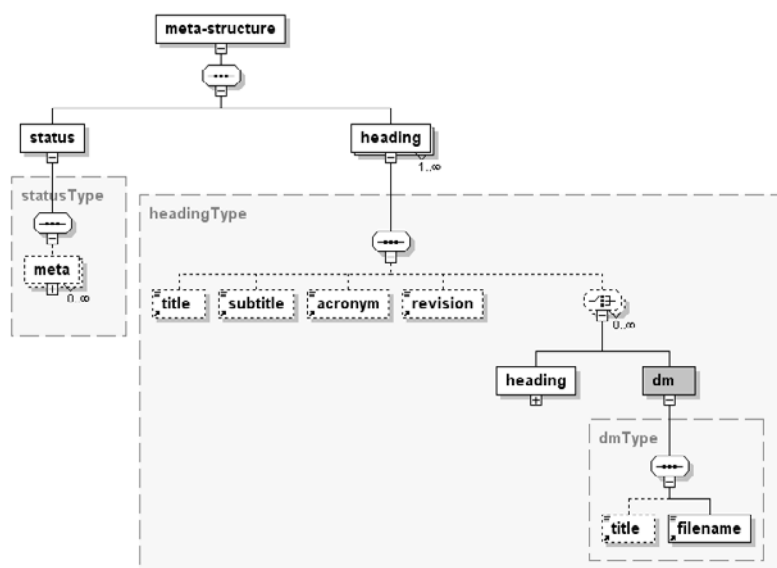 meta-structure
status
heading
1..∞
statusType
headingType
meta
0..∞
title
subtitle
acronym
revision
0..∞
heading
dm
dmType
title
filename